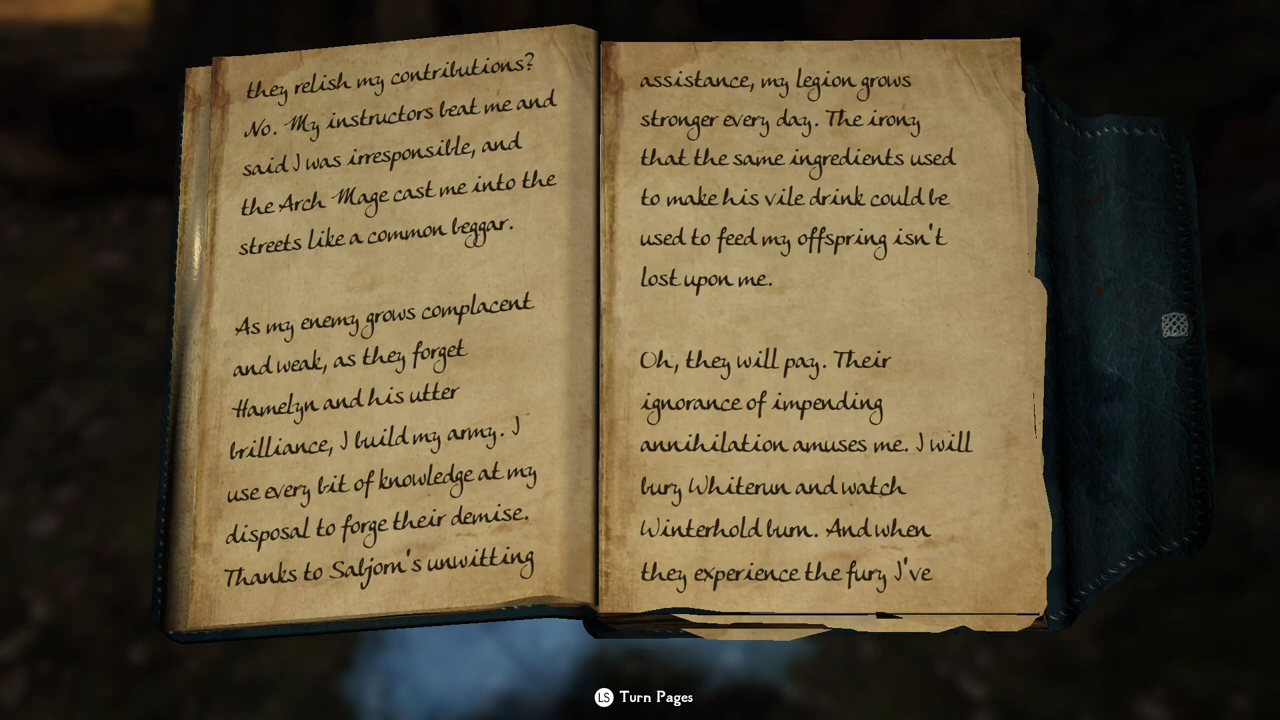 they relish my contributions?
No. My instructors beat me and
said I was irresponsible, and
the Arch Mage cast me into the
streets like a common beggar.
As my enemy grows complacent
and weak, as they forget
Hamelyn and his utter
brilliance, I build my army. I
use every bit of knowledge at my
disposal to forge their demise.
Thanks to Sabjorn's unwitting
assistance, my legion grows
stronger every day. The irony
that the same ingredients used
to make his vile drink could be
used to feed my offspring isn't
lost upon me.
Oh, they will pay. Their
ignorance of impending
annihilation amuses me. I will
bury Whiterun and watch
Winterhold burn. And when
they experience the fury I've
LS Turn Pages